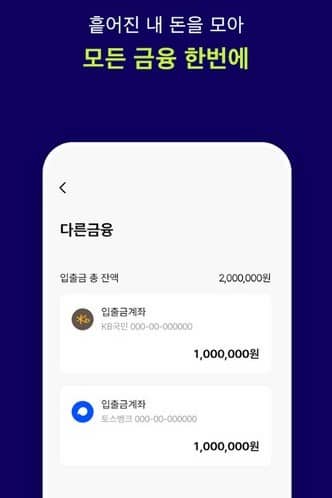 흩어진 내 돈을 모아
모든 금융 한번에
다른금융
입출금 총 잔액 2,000,000원
입출금계좌
KB국민 000-00-000000
1,000,000원
입출금계좌
토스뱅크 000-00-000000
1,000,000원